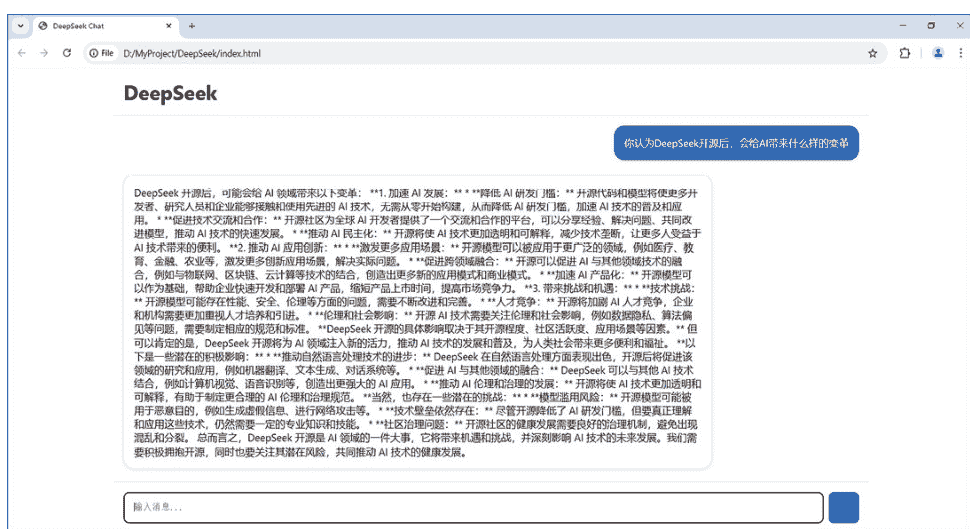 DeepSeek Chat
File D:/MyProject/DeepSeek/index.html
DeepSeek
你认为DeepSeek开源后，会给AI带来什么样的变革
DeepSeek 开源后，可能会给 AI 领域带来以下变革： **1. 加速 AI 发展： ** * **降低 AI 研发门槛： ** 开源代码和模型将使更多开
发者、研究人员和企业能够接触和使用先进的 AI 技术，无需从零开始构建，从而降低 AI 研发门槛，加速 AI 技术的普及和应
用。 * **促进技术交流和合作： ** 开源社区为全球 AI 开发者提供了一个交流和合作的平台，可以分享经验、解决问题、共同改
进模型，推动 AI 技术的快速发展。 * **推动 AI 民主化： ** 开源将使 AI 技术更加透明和可解释，减少技术垄断，让更多人受益于
AI 技术带来的便利。 **2. 推动 AI 应用创新： ** * **激发更多应用场景： ** 开源模型可以被应用于更广泛的领域，例如医疗、教
育、金融、农业等，激发更多创新应用场景，解决实际问题。 * **促进跨领域融合： ** 开源可以促进 AI 与其他领域技术的融
合，例如与物联网、区块链、云计算等技术的结合，创造出更多新的应用模式和商业模式。 * **加速 AI 产品化： ** 开源模型可
以作为基础，帮助企业快速开发和部署 AI 产品，缩短产品上市时间，提高市场竞争力。 **3. 带来挑战和机遇： ** * **技术挑战：
** 开源模型可能存在性能、安全、伦理等方面的问题，需要不断改进和完善。 * **人才竞争： ** 开源将加剧 AI 人才竞争，企业
和机构需要更加重视人才培养和引进。 * **伦理和社会影响： ** 开源 AI 技术需要关注伦理和社会影响，例如数据隐私、算法偏
见等问题，需要制定相应的规范和标准。 **DeepSeek 开源的具体影响取决于其开源程度、社区活跃度、应用场景等因素。 ** 但
可以肯定的是，DeepSeek 开源将为 AI 领域注入新的活力，推动 AI 技术的发展和普及，为人类社会带来更多便利和福祉。 **以
下是一些潜在的积极影响： ** * **推动自然语言处理技术的进步： ** DeepSeek 在自然语言处理方面表现出色，开源后将促进该
领域的研究和应用，例如机器翻译、文本生成、对话系统等。 * **促进 AI 与其他领域的融合： ** DeepSeek 可以与其他 AI 技术
结合，例如计算机视觉、语音识别等，创造出更强大的 AI 应用。 * **推动 AI 伦理和治理的发展： ** 开源将使 AI 技术更加透明和
可解释，有助于制定更合理的 AI 伦理和治理规范。 **当然，也存在一些潜在的挑战： ** * **模型滥用风险： ** 开源模型可能被
用于恶意目的，例如生成虚假信息、进行网络攻击等。 * **技术壁垒依然存在： ** 尽管开源降低了 AI 研发门槛，但要真正理解
和应用这些技术，仍然需要一定的专业知识和技能。 * **社区治理问题： ** 开源社区的健康发展需要良好的治理机制，避免出现
混乱和分裂。 总而言之，DeepSeek 开源是 AI 领域的一件大事，它将带来机遇和挑战，并深刻影响 AI 技术的未来发展。我们需
要积极拥抱开源，同时也要关注其潜在风险，共同推动 AI 技术的健康发展。
输入消息...